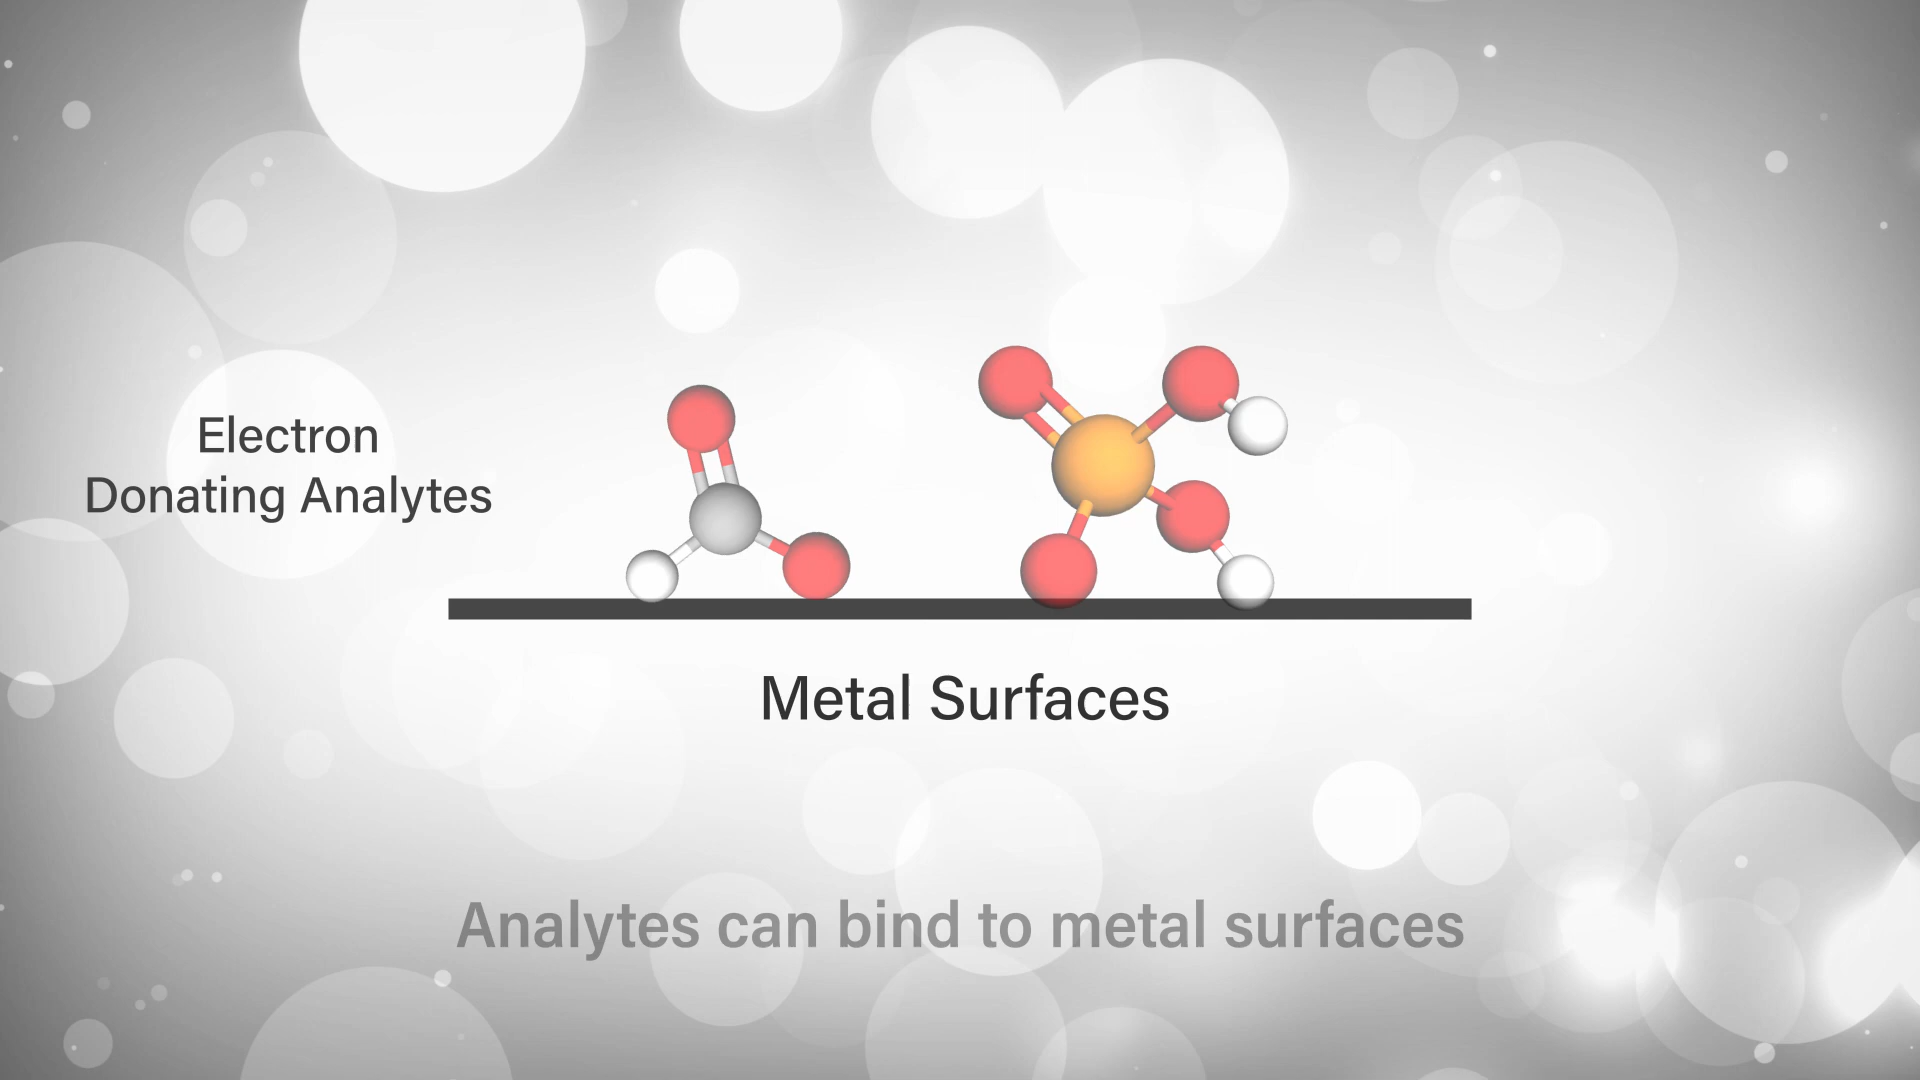 Electron
Donating Analytes
Metal Surfaces
Analytes can bind to metal surfaces